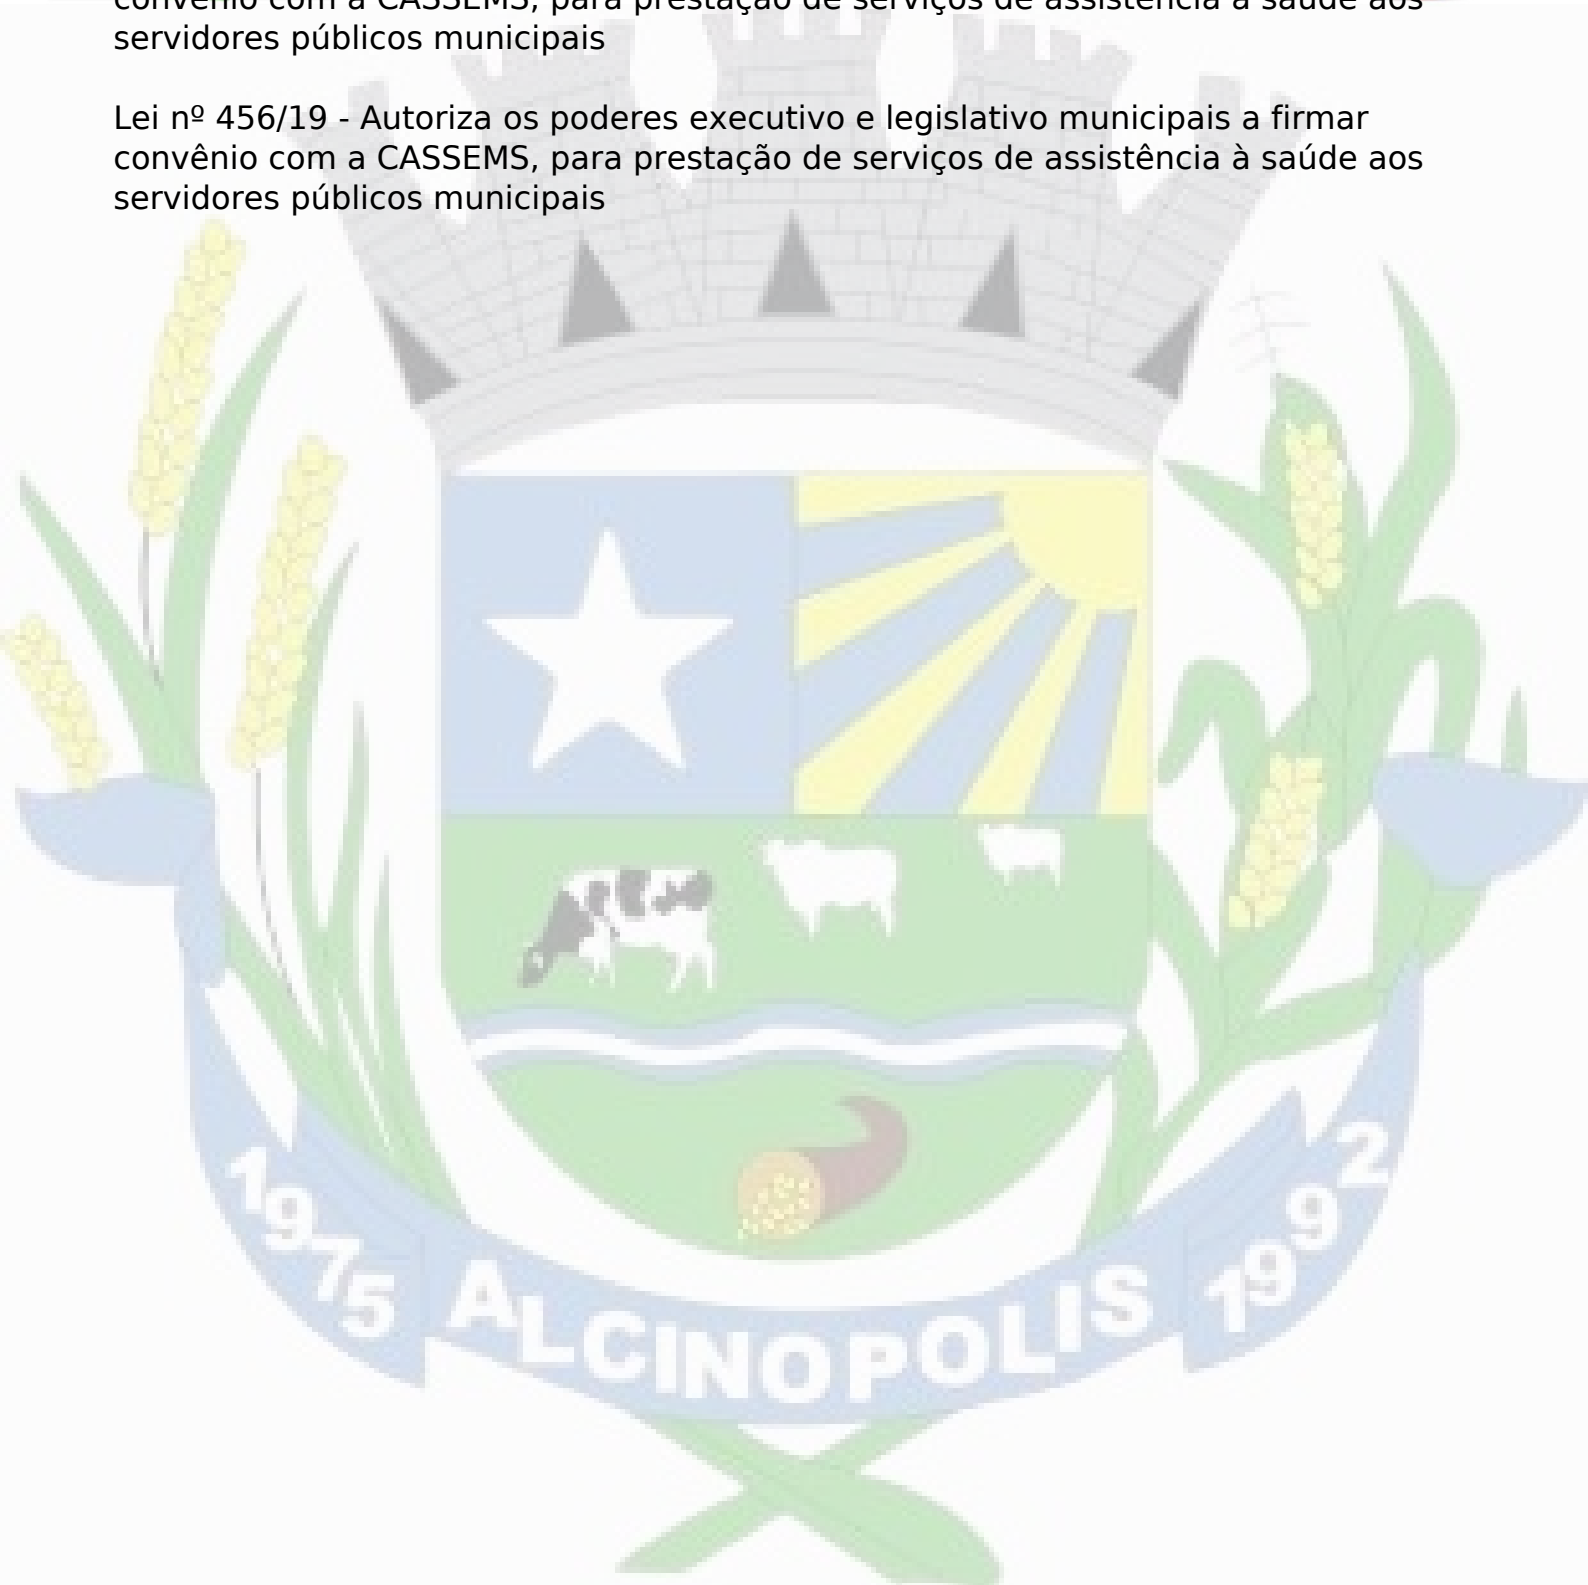 convênio com a CASSEMS, para prestação de serviços de assistência à saúde aos
servidores públicos municipais
Lei nº 456/19 - Autoriza os poderes executivo e legislativo municipais a firmar
convênio com a CASSEMS, para prestação de serviços de assistência à saúde aos
servidores públicos municipais
1975 ALCINOPOLIS 1992